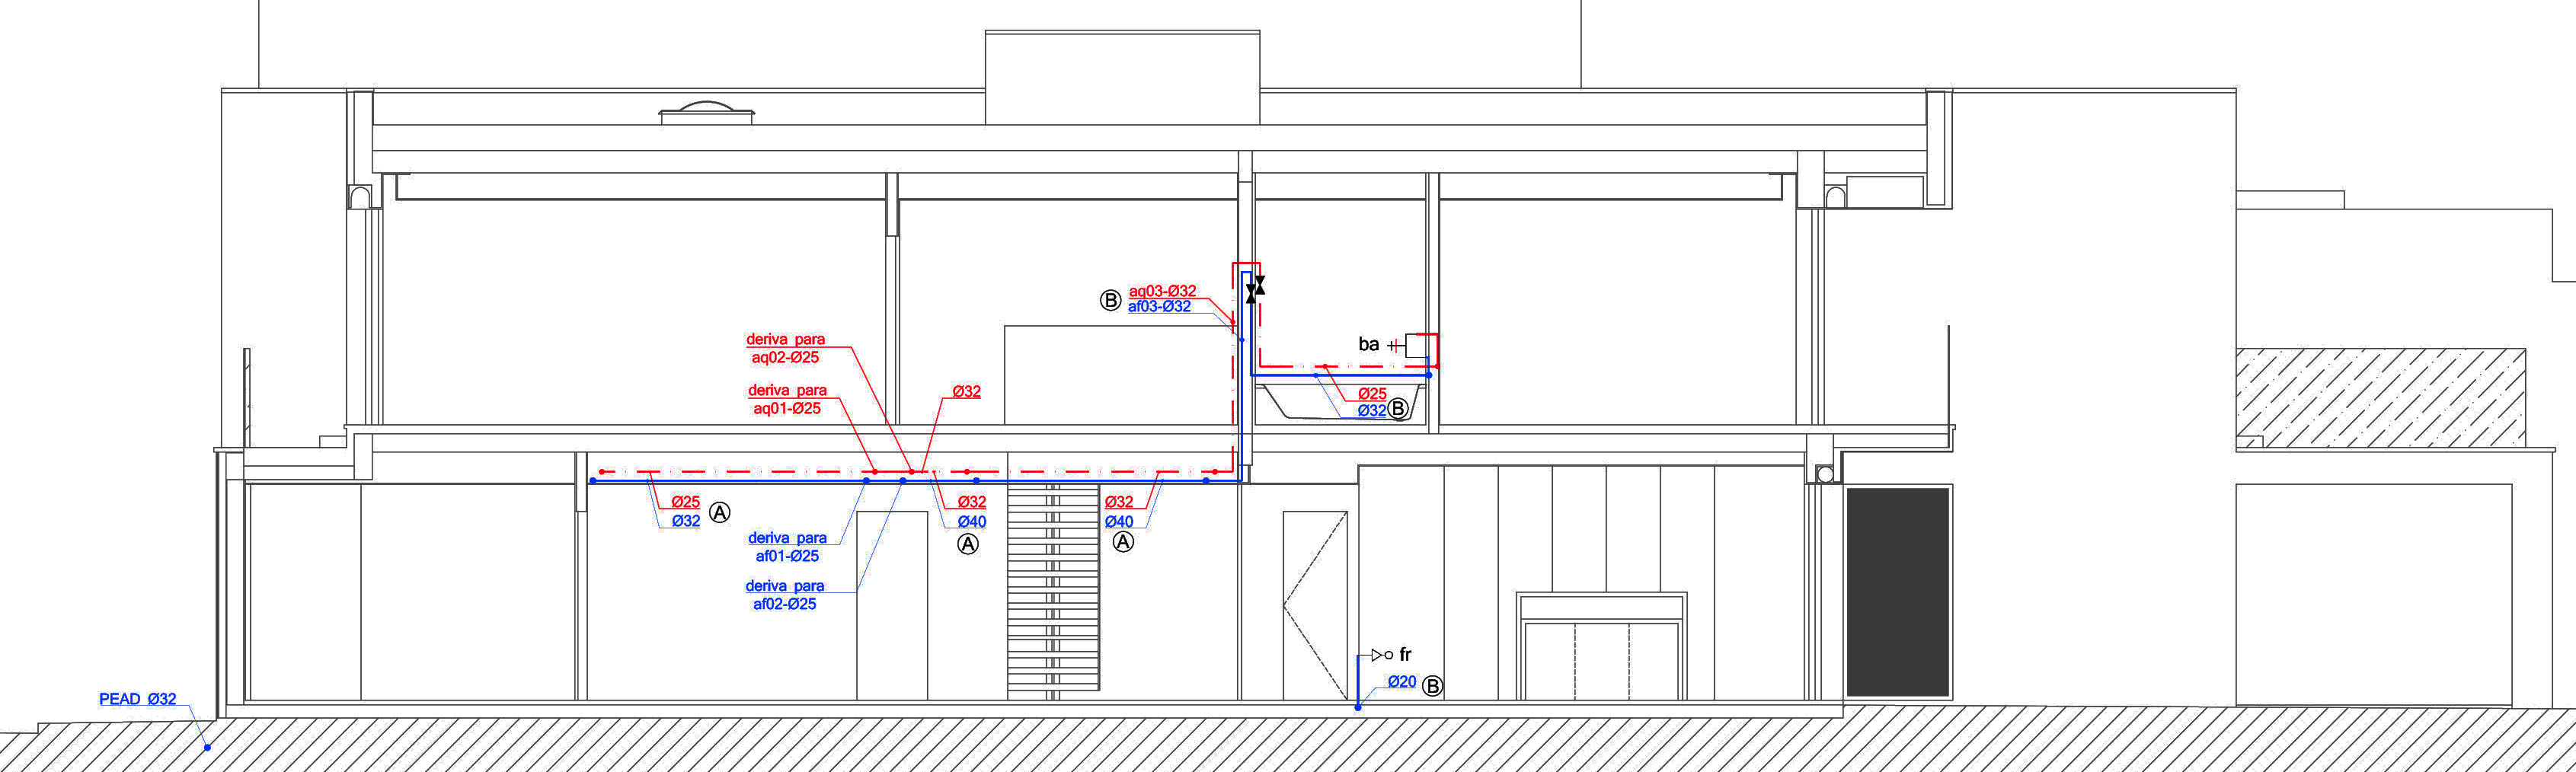 aq03-Ø32
B
af03-Ø32
deriva para
aq02-Ø25
ba
deriva para
aq01-Ø25
Ø32
Ø25
Ø32 B
Ø25
Ø32
A
Ø32
Ø40
A
Ø32
Ø40
A
deriva para
af01-Ø25
deriva para
af02-Ø25
fr
Ø20 B
PEAD Ø32